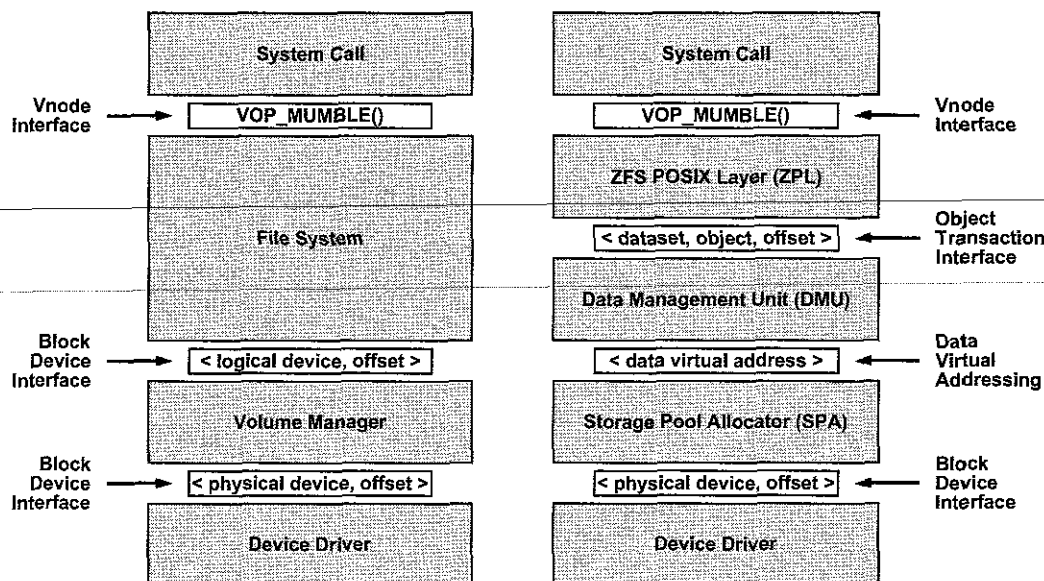 System Call
System Call
Vnode
Interface
VOP_MUMBLE()
VOP_MUMBLE()
Vnode
Interface
ZFS POSIX Layer (ZPL)
File System
< dataset, object, offset >
Object
Transaction
Interface
Data Management Unit (DMU)
Block
Device
Interface
< logical device, offset >
< data virtual address >
Data
Virtual
Addressing
Volume Manager
Storage Pool Allocator (SPA)
Block
Device
Interface
< physical device, offset >
< physical device, offset >
Block
Device
Interface
Device Driver
Device Driver